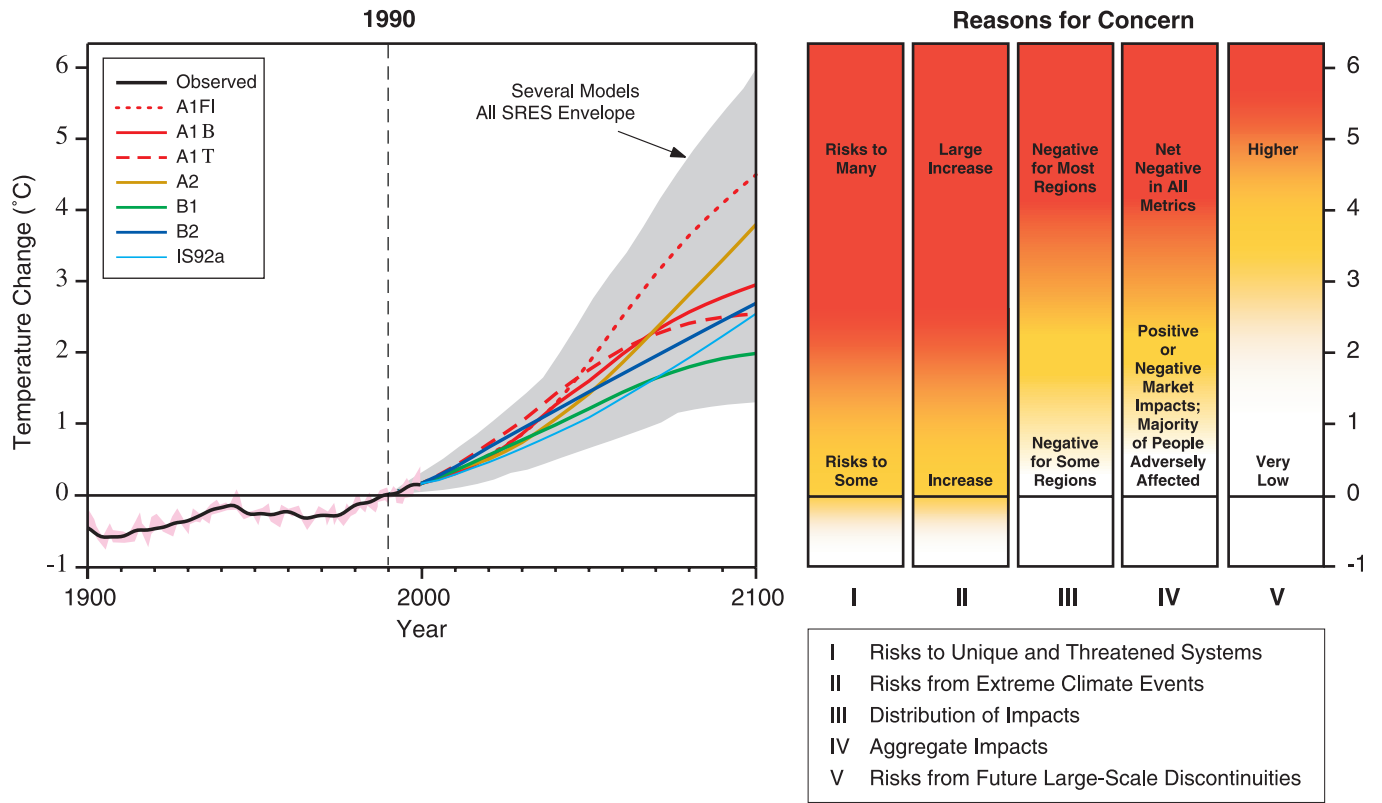 1990
Temperature Change (˚C)
6
5
4
3
2
1
0
-1
Observed
A1FI
A1B
A1T
A2
B1
B2
IS92a
Several Models
All SRES Envelope
1900
2000
2100
Year
Reasons for Concern
Risks to
Many
Risks to
Some
Large
Increase
Increase
Negative
for Most
Regions
Negative
for Some
Regions
Net
Negative
in All
Metrics
Positive
or
Negative
Market
Impacts;
Majority
of People
Adversely
Affected
Higher
Very
Low
6
5
4
3
2
1
0
-1
I
II
III
IV
V
I Risks to Unique and Threatened Systems
II Risks from Extreme Climate Events
III Distribution of Impacts
IV Aggregate Impacts
V Risks from Future Large-Scale Discontinuities